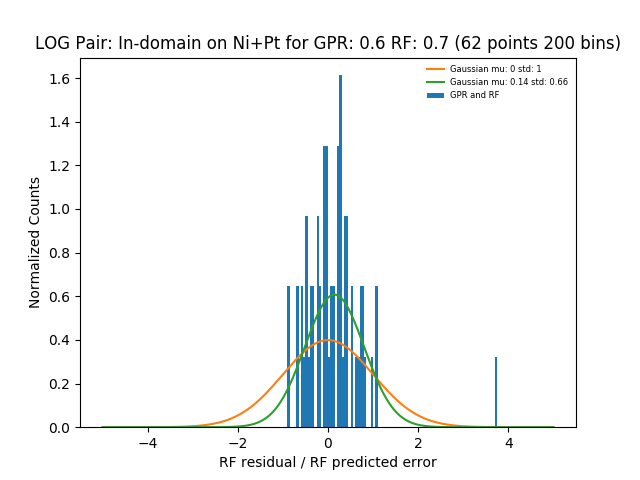 LOG Pair: In-domain on Ni+Pt for GPR: 0.6 RF: 0.7 (62 points 200 bins)
Gaussian mu: 0 std: 1
Gaussian mu: 0.14 std: 0.66
GPR and RF
Normalized Counts
1.6
1.4
1.2
1.0
0.8
0.6
0.4
0.2
0.0
−4
−2
0
2
4
RF residual / RF predicted error